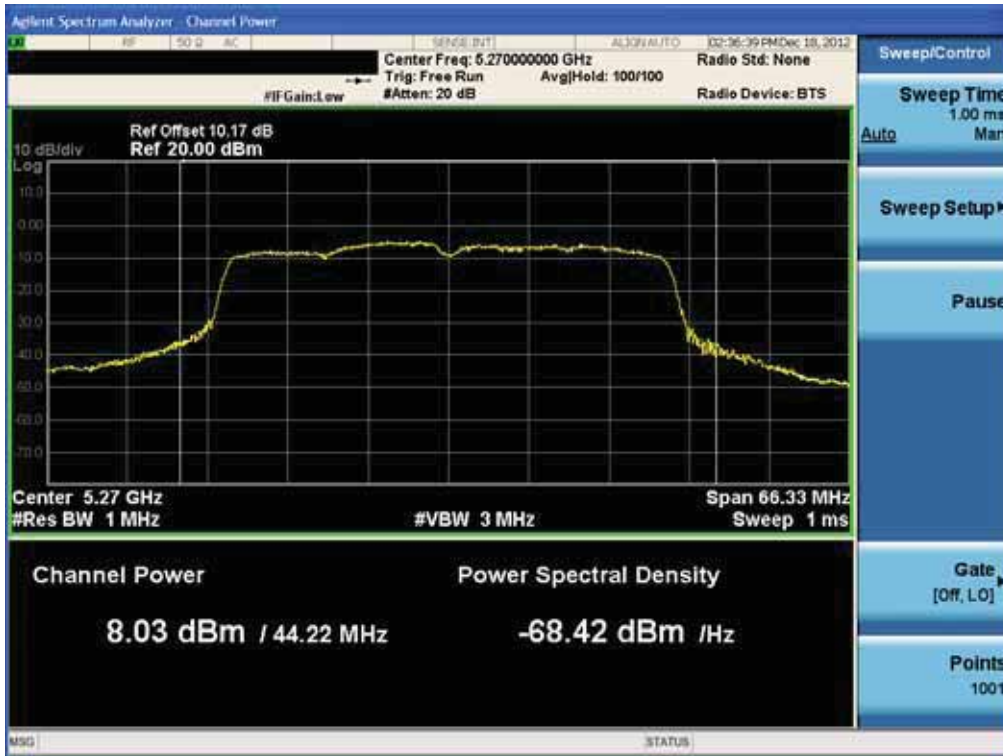 Agilent Spectrum Analyzer - Channel Power
LXI RF 50 Ω AC SENSE:INT ALIGN AUTO 02:36:39 PM Dec 18, 2012
Center Freq: 5.270000000 GHz Radio Std: None
Trig: Free Run Avg|Hold: 100/100
#IFGain:Low #Atten: 20 dB Radio Device: BTS
Ref Offset 10.17 dB
10 dB/div Ref 20.00 dBm
Log
10.0
0.00
-10.0
-20.0
-30.0
-40.0
-50.0
-60.0
-70.0
Center 5.27 GHz Span 66.33 MHz
#Res BW 1 MHz #VBW 3 MHz Sweep 1 ms
Channel Power Power Spectral Density
8.03 dBm / 44.22 MHz -68.42 dBm /Hz
MSG STATUS
Sweep/Control
Sweep Time
1.00 ms
Auto Man
Sweep Setup
Pause
Gate
[Off, LO]
Points
1001